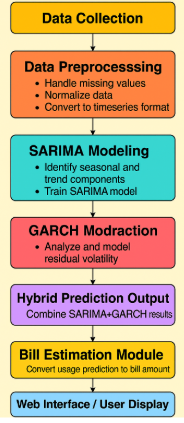 Data Collection
Data Preprocesssing
• Handle missing values
• Normalize data
• Convert to timeseries format
SARIMA Modeling
• Identify seasonal and
trend components
• Train SARIMA model
GARCH Modraction
• Analyze and model
residual volatility
Hybrid Prediction Output
Combine SARIMA+GARCH results
Bill Estimation Module
Convert usage prediction to bill amount
Web Interface / User Display